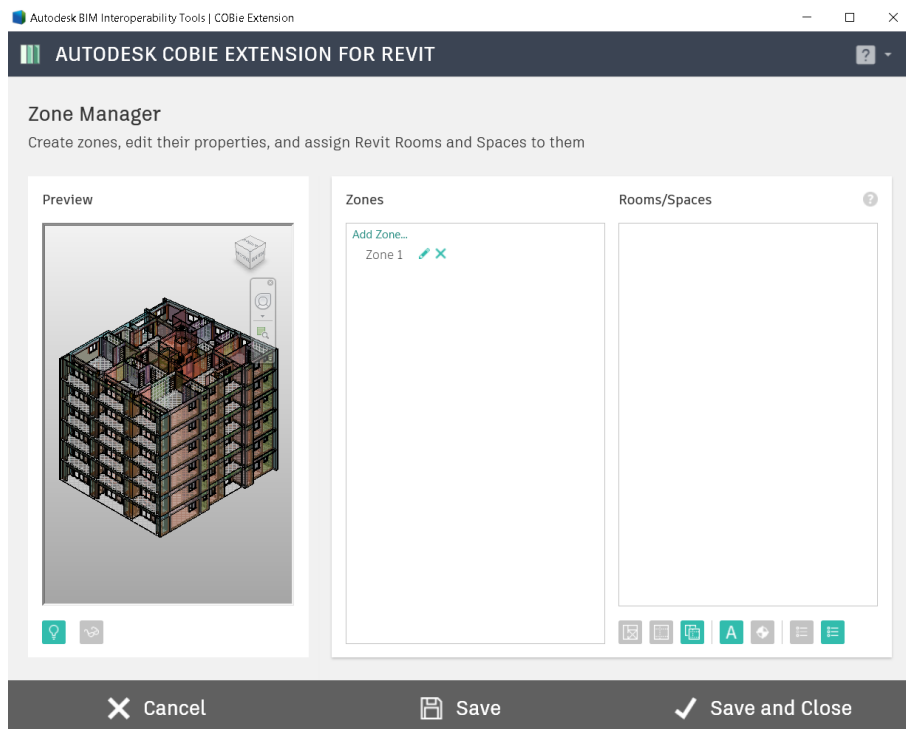 Autodesk BIM Interoperability Tools | COBie Extension
AUTODESK COBIE EXTENSION FOR REVIT
?
Zone Manager
Create zones, edit their properties, and assign Revit Rooms and Spaces to them
Preview
Zones
Rooms/Spaces
?
Add Zone...
Zone 1
A
Cancel
Save
Save and Close